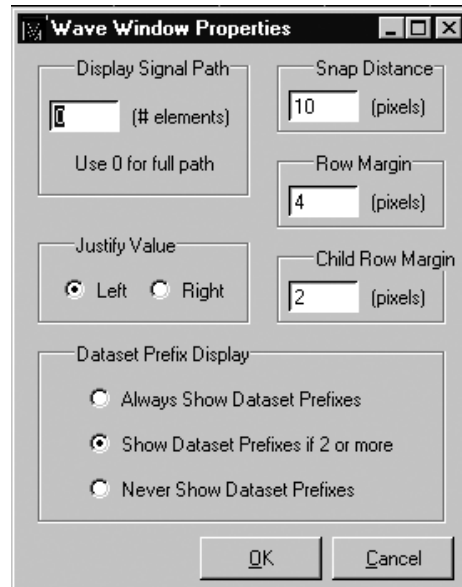 Wave Window Properties
Display Signal Path
0 (# elements)
Use 0 for full path
Snap Distance
10 (pixels)
Row Margin
4 (pixels)
Justify Value
Left Right
Child Row Margin
2 (pixels)
Dataset Prefix Display
Always Show Dataset Prefixes
Show Dataset Prefixes if 2 or more
Never Show Dataset Prefixes
OK Cancel